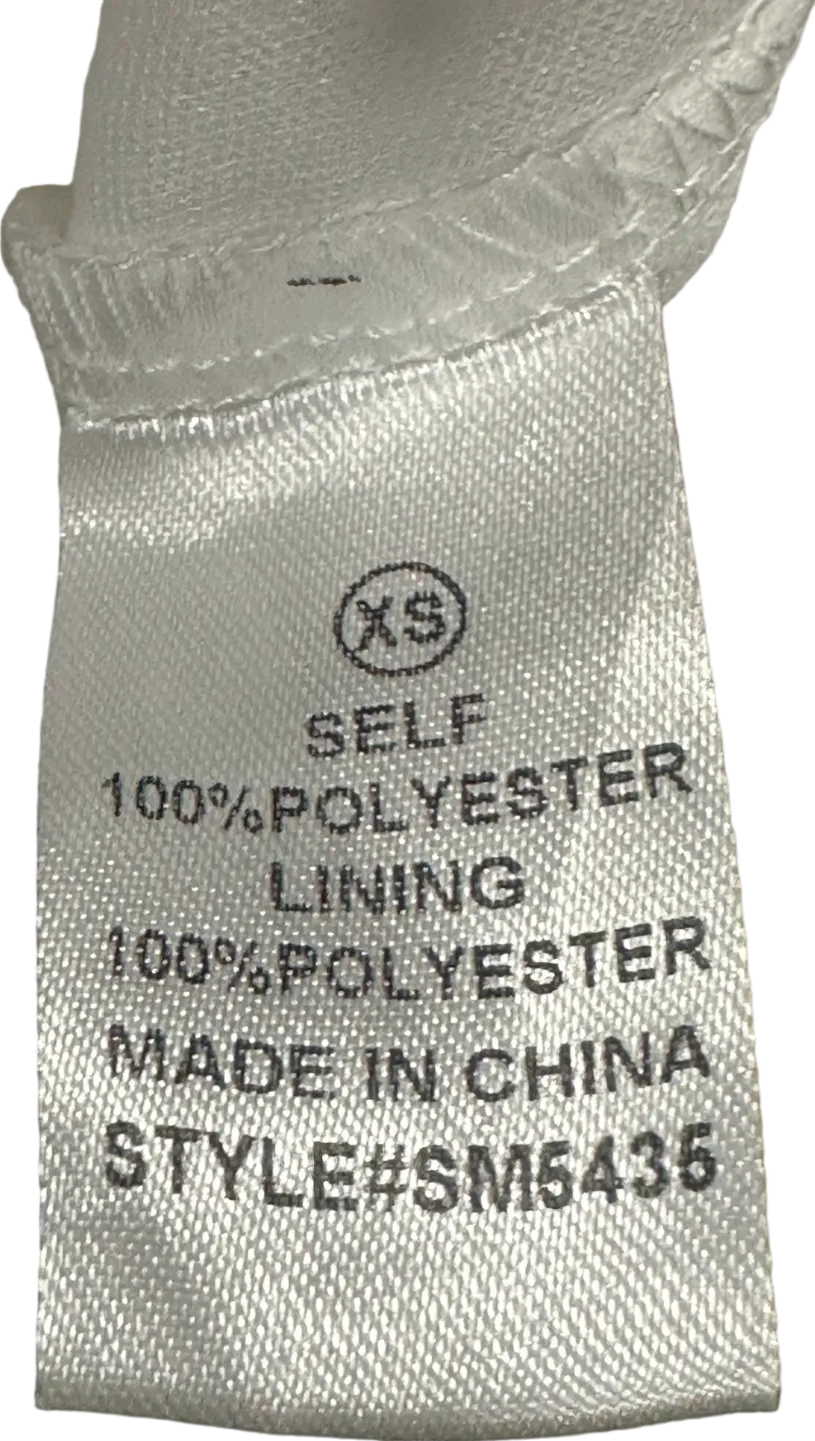 XS
SELF
100%POLYESTER
LINING
100%POLYESTER
MADE IN CHINA
STYLE#SM5435